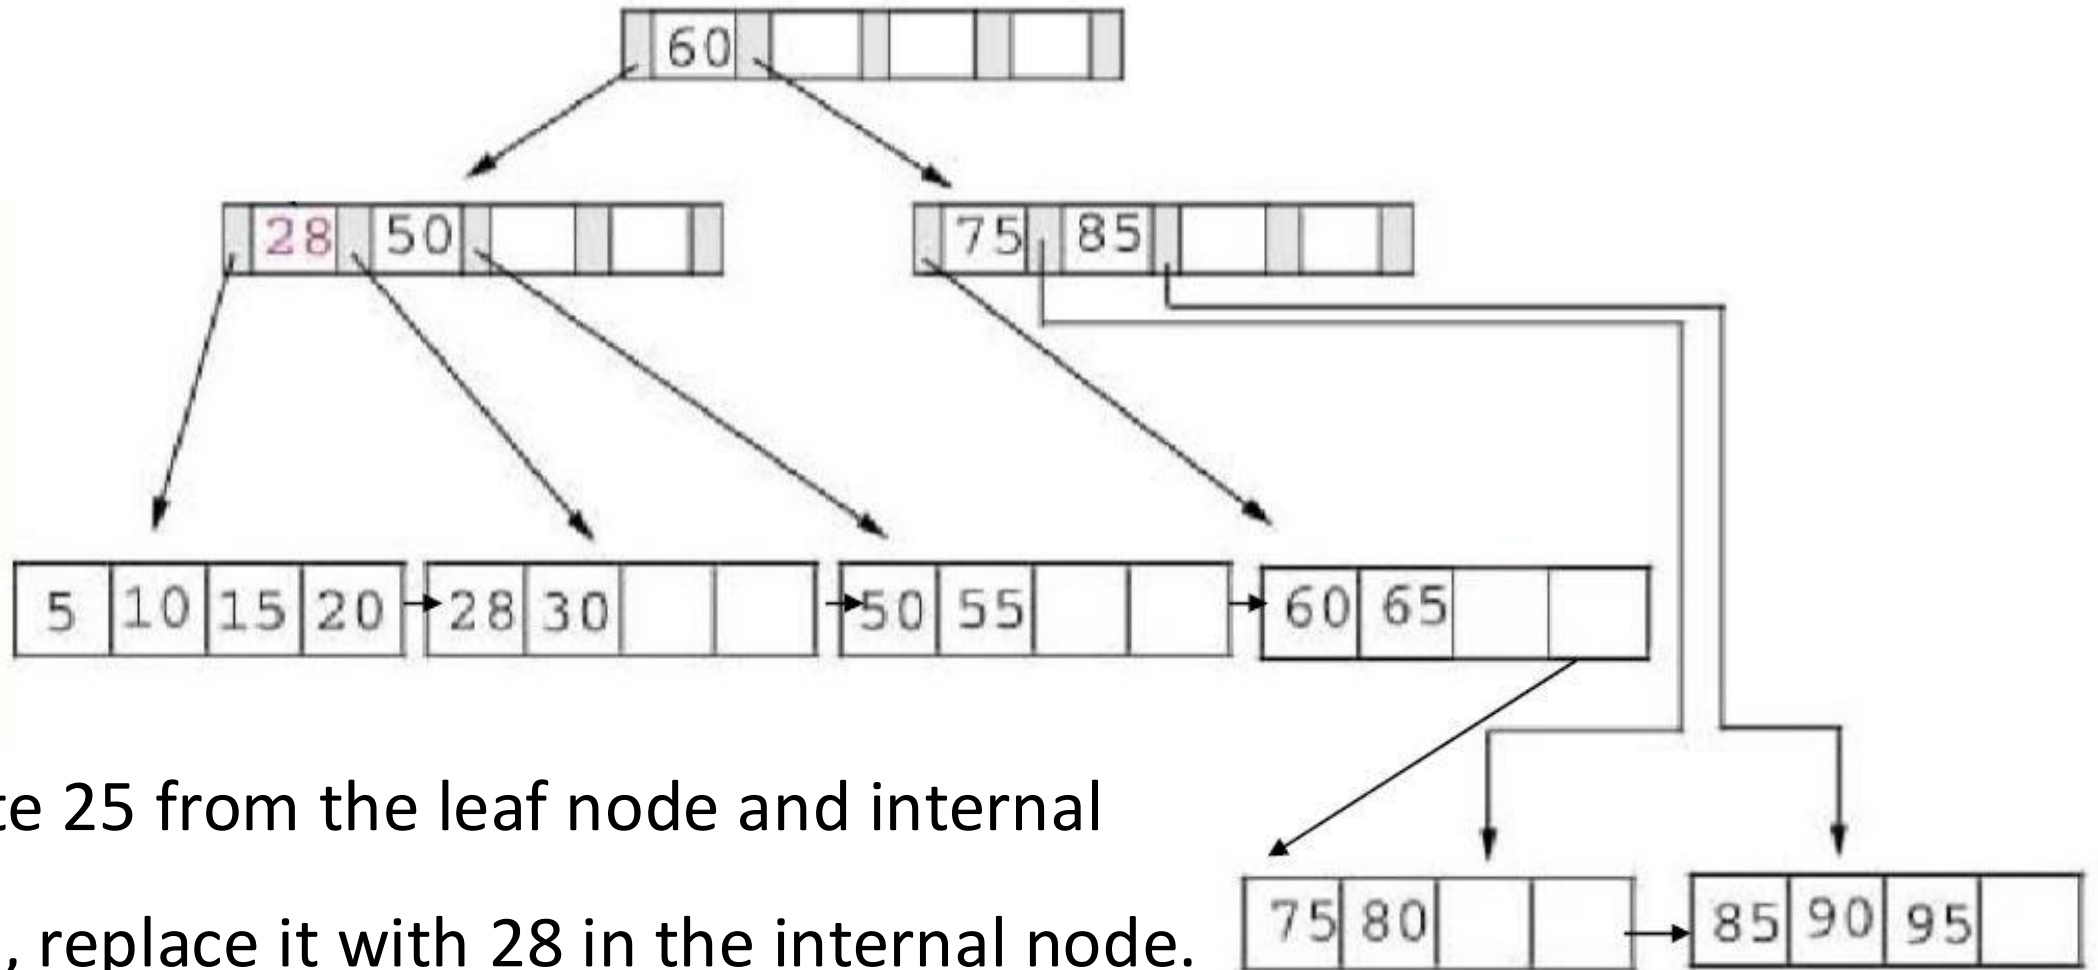 60
28 50 75 85
5 10 15 20 28 30 50 55 60 65
te 25 from the leaf node and internal
75 80 85 90 95
, replace it with 28 in the internal node.